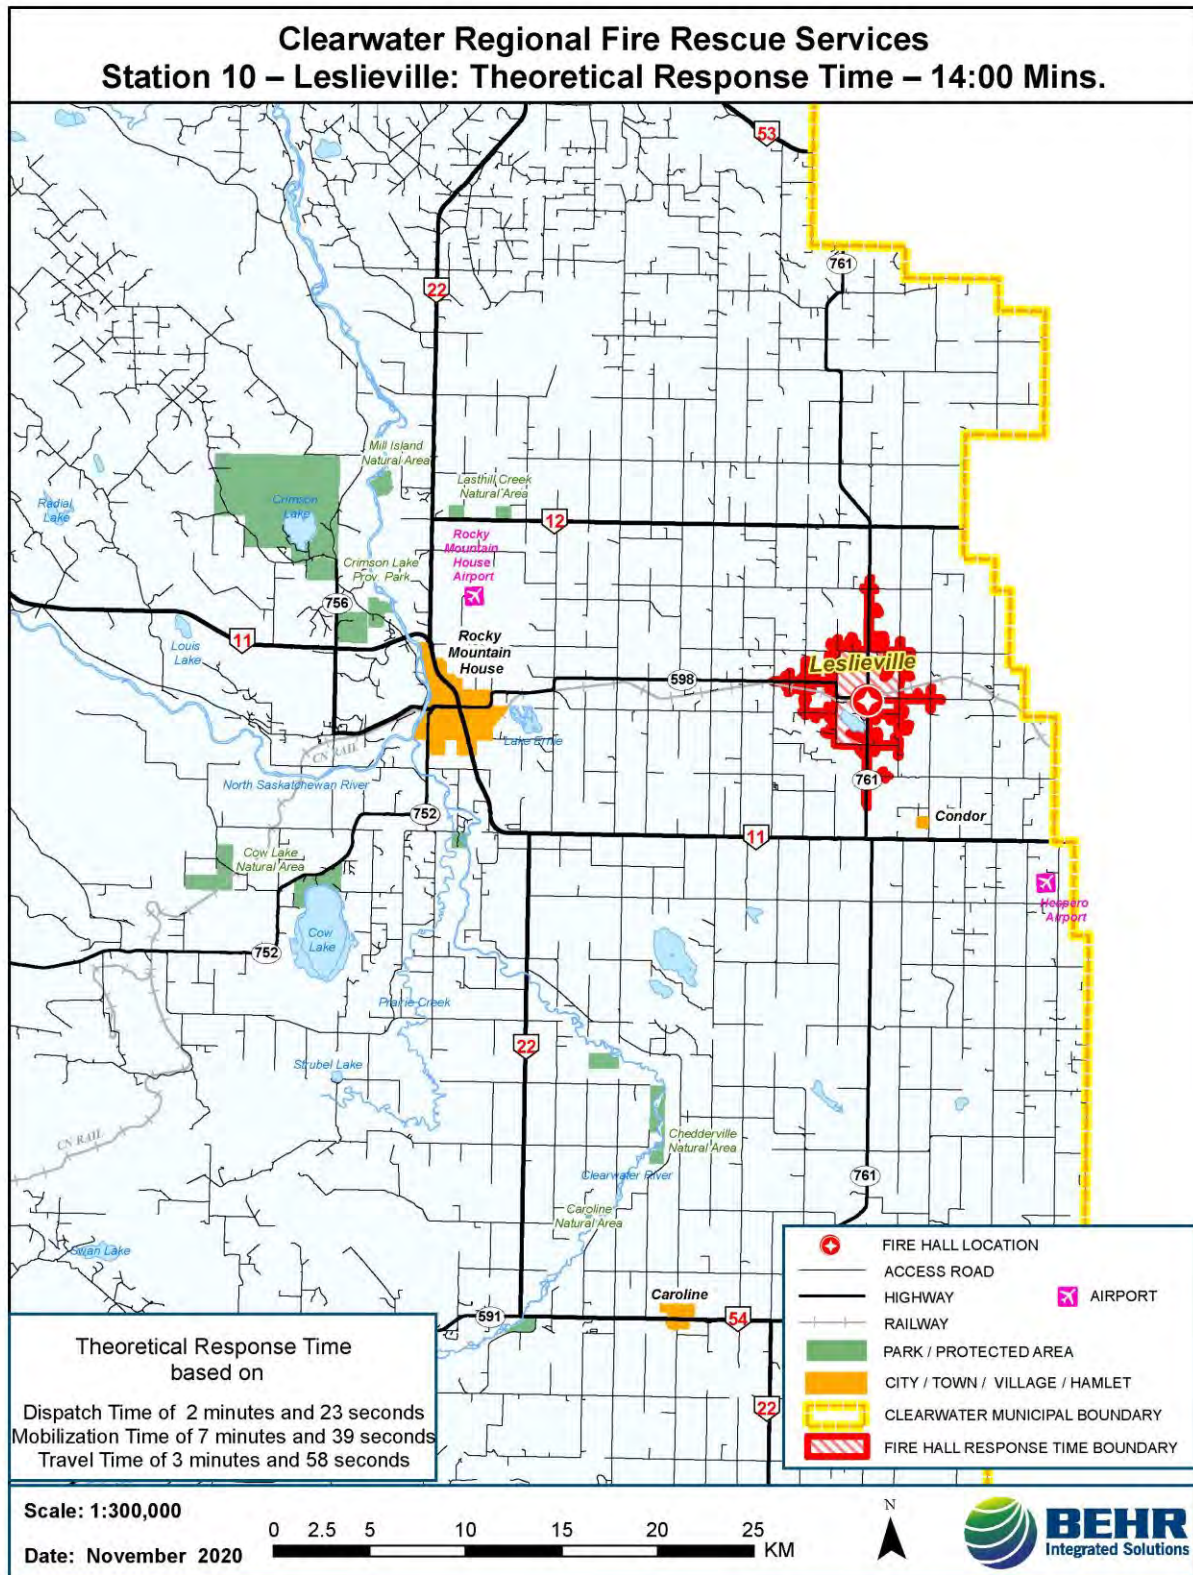 Clearwater Regional Fire Rescue Services
Station 10 – Leslieville: Theoretical Response Time – 14:00 Mins.
53
761
22
Mill Island
Natural Area
Lasthill Creek
Natural Area
Radial
Lake
Crimson
Lake
12
Rocky
Mountain
House
Airport
Crimson Lake
Prov. Park
756
11
Louis
Lake
Rocky
Mountain
House
Leslieville
598
Lake Ernie
CN RAIL
North Saskatchewan River
761
752
Condor
11
Cow Lake
Natural Area
Hespero
Airport
Cow
Lake
752
Prairie Creek
22
Strubel Lake
CN RAIL
Chedderville
Natural Area
Clearwater River
761
Caroline
Natural Area
Swan Lake
Caroline
591
54
22
FIRE HALL LOCATION
ACCESS ROAD
HIGHWAY
AIRPORT
RAILWAY
PARK / PROTECTED AREA
CITY / TOWN / VILLAGE / HAMLET
CLEARWATER MUNICIPAL BOUNDARY
FIRE HALL RESPONSE TIME BOUNDARY
Theoretical Response Time
based on
Dispatch Time of 2 minutes and 23 seconds
Mobilization Time of 7 minutes and 39 seconds
Travel Time of 3 minutes and 58 seconds
Scale: 1:300,000
Date: November 2020
0 2.5 5 10 15 20 25
KM
N
BEHR
Integrated Solutions